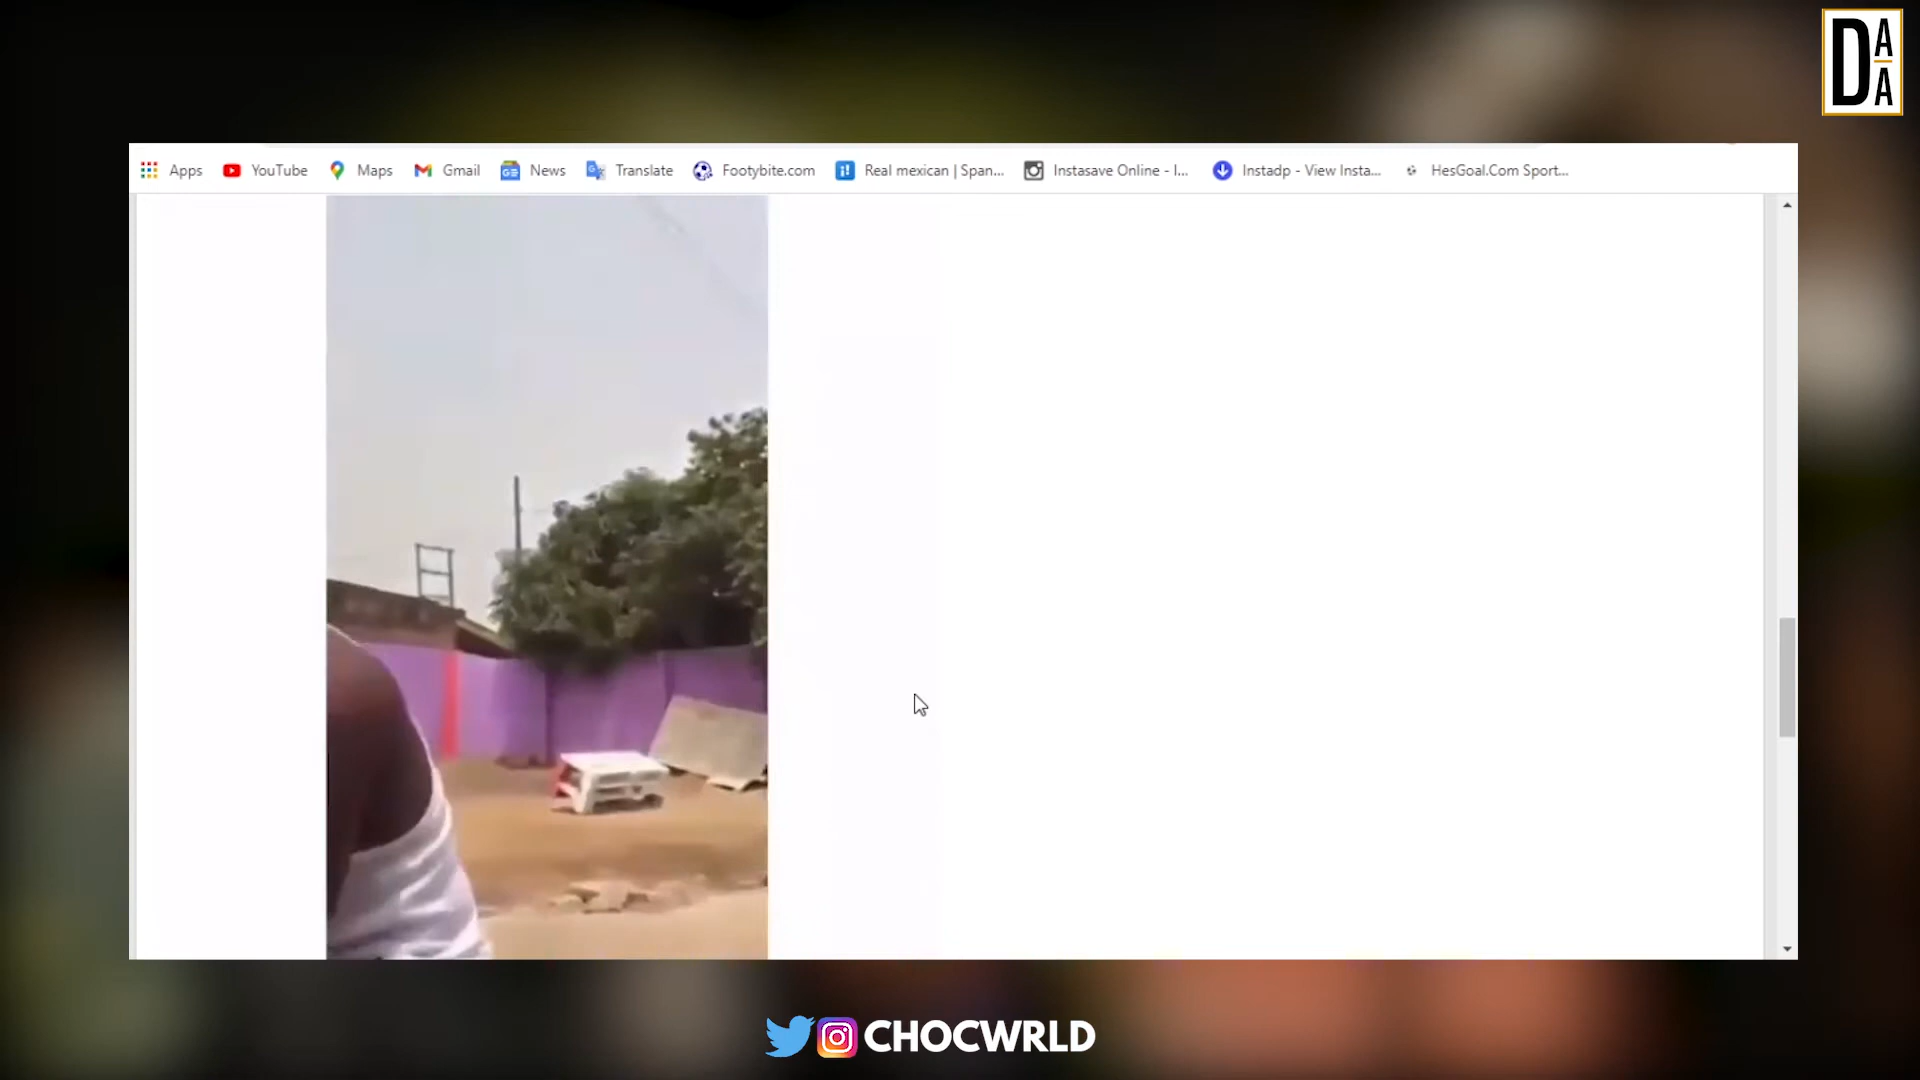 DAA
Apps YouTube Maps Gmail News Translate Footybite.com Real mexican | Span... Instasave Online - I... Instadp - View Insta... HesGoal.Com Sport...
CHOCWRLD